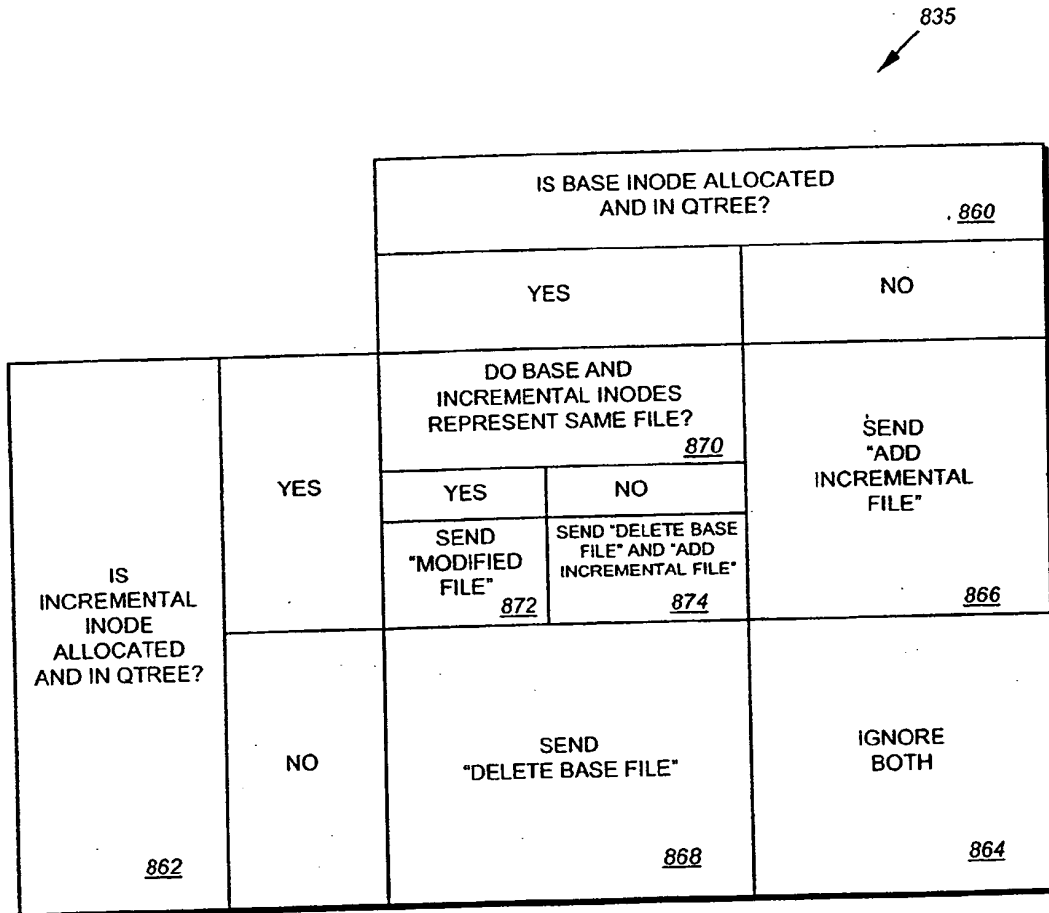 835
IS BASE INODE ALLOCATED
AND IN QTREE?
860
YES
NO
DO BASE AND
INCREMENTAL INODES
REPRESENT SAME FILE?
870
YES
NO
SEND
"MODIFIED
FILE"
872
SEND "DELETE BASE
FILE" AND "ADD
INCREMENTAL FILE"
874
SEND
"ADD
INCREMENTAL
FILE"
866
YES
IS
INCREMENTAL
INODE
ALLOCATED
AND IN QTREE?
862
NO
SEND
"DELETE BASE FILE"
868
IGNORE
BOTH
864